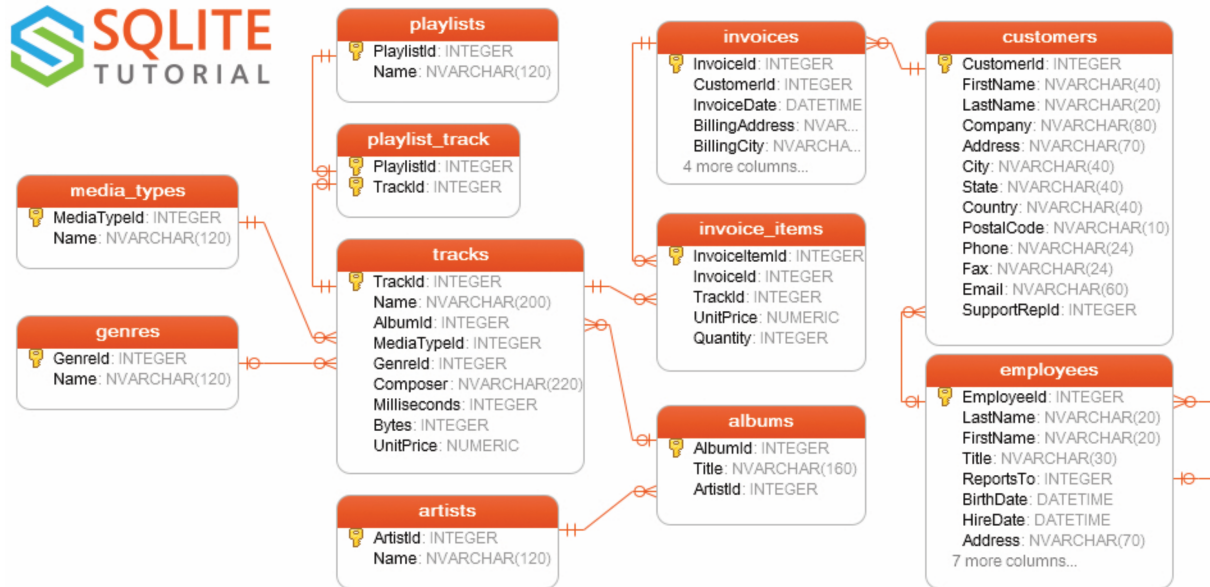 SQLITE
TUTORIAL
playlists
PlaylistId: INTEGER
Name: NVARCHAR(120)
playlist_track
PlaylistId: INTEGER
TrackId: INTEGER
media_types
MediaTypeId: INTEGER
Name: NVARCHAR(120)
genres
GenreId: INTEGER
Name: NVARCHAR(120)
tracks
TrackId: INTEGER
Name: NVARCHAR(200)
AlbumId: INTEGER
MediaTypeId: INTEGER
GenreId: INTEGER
Composer: NVARCHAR(220)
Milliseconds: INTEGER
Bytes: INTEGER
UnitPrice: NUMERIC
artists
ArtistId: INTEGER
Name: NVARCHAR(120)
invoices
InvoiceId: INTEGER
CustomerId: INTEGER
InvoiceDate: DATETIME
BillingAddress: NVAR...
BillingCity: NVARCHA...
4 more columns...
invoice_items
InvoiceItemId: INTEGER
InvoiceId: INTEGER
TrackId: INTEGER
UnitPrice: NUMERIC
Quantity: INTEGER
albums
AlbumId: INTEGER
Title: NVARCHAR(160)
ArtistId: INTEGER
customers
CustomerId: INTEGER
FirstName: NVARCHAR(40)
LastName: NVARCHAR(20)
Company: NVARCHAR(80)
Address: NVARCHAR(70)
City: NVARCHAR(40)
State: NVARCHAR(40)
Country: NVARCHAR(40)
PostalCode: NVARCHAR(10)
Phone: NVARCHAR(24)
Fax: NVARCHAR(24)
Email: NVARCHAR(60)
SupportRepId: INTEGER
employees
EmployeeId: INTEGER
LastName: NVARCHAR(20)
FirstName: NVARCHAR(20)
Title: NVARCHAR(30)
ReportsTo: INTEGER
BirthDate: DATETIME
HireDate: DATETIME
Address: NVARCHAR(70)
7 more columns...